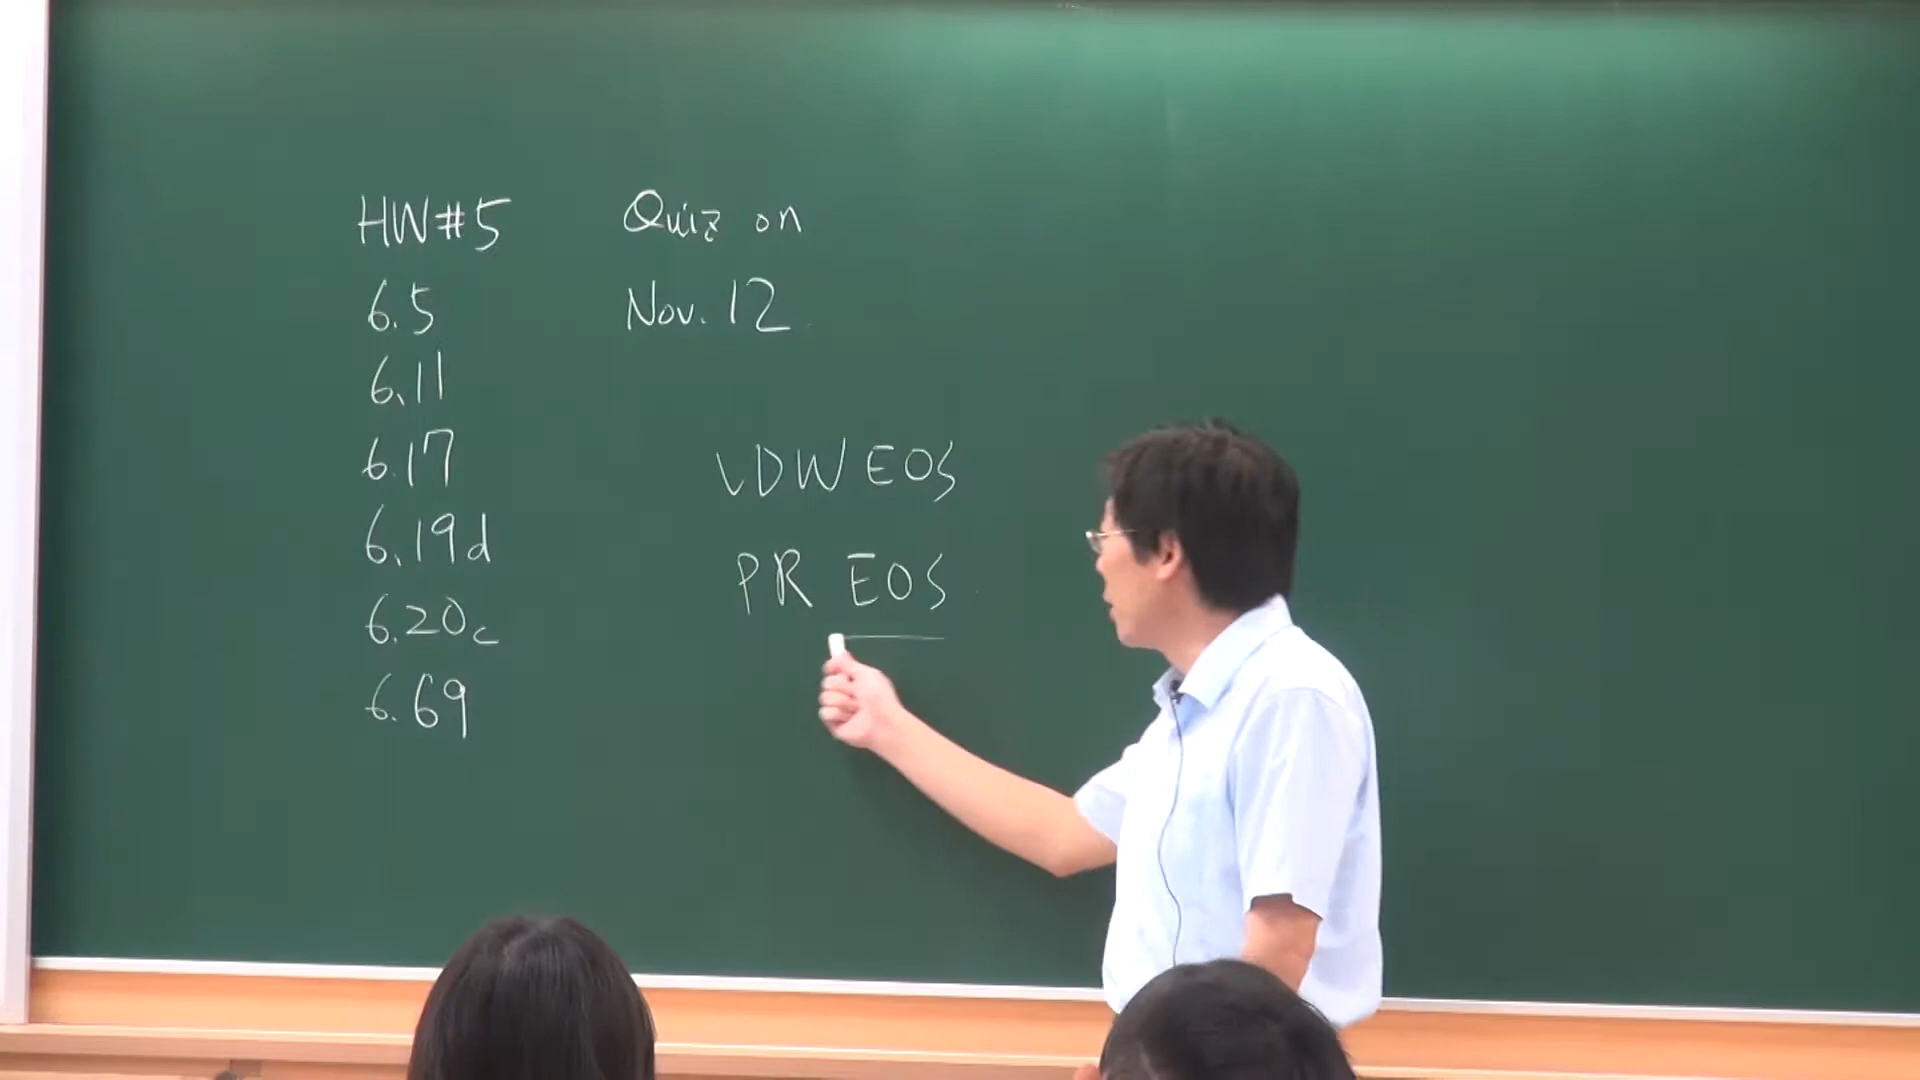 HW#5
6.5
6.11
6.17
6.19d
6.20c
6.69
Quiz on
Nov. 12
VDW EOS
PR EOS